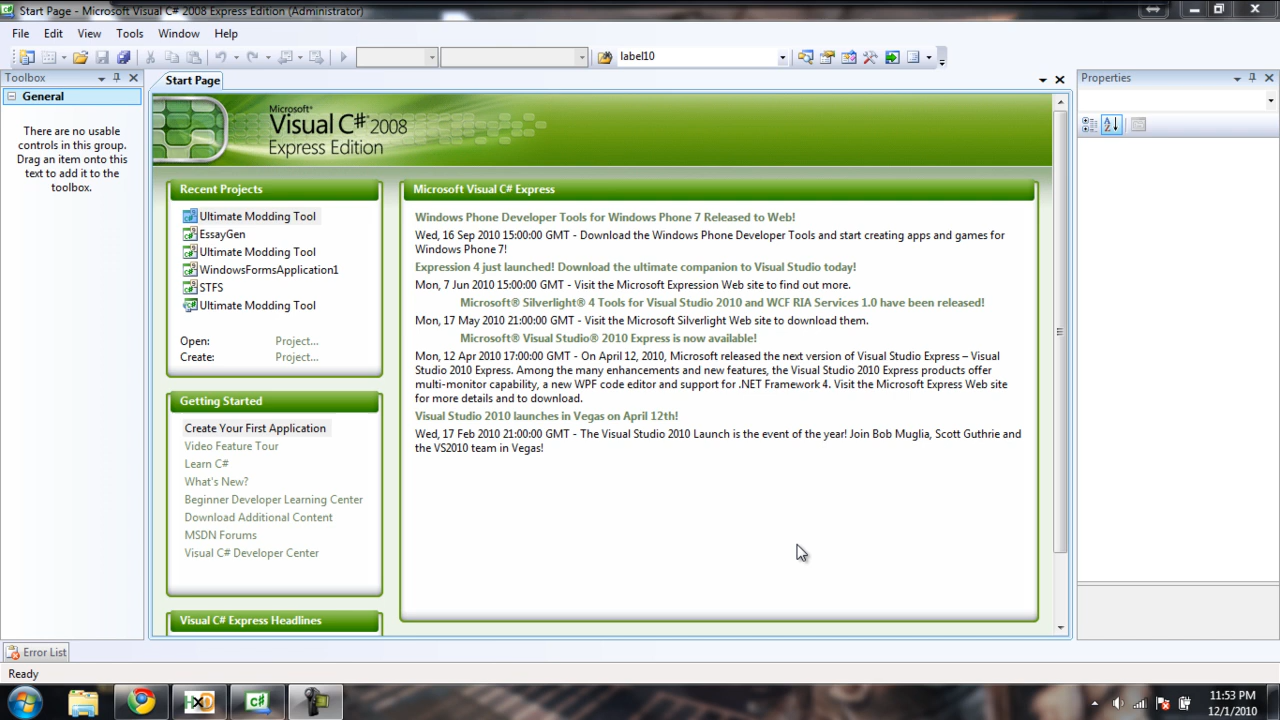 Start Page - Microsoft Visual C# 2008 Express Edition (Administrator)
File Edit View Tools Window Help
label10
Toolbox
General
There are no usable
controls in this group.
Drag an item onto this
text to add it to the
toolbox.
Start Page
Microsoft®
Visual C# 2008
Express Edition
Recent Projects
Ultimate Modding Tool
EssayGen
Ultimate Modding Tool
WindowsFormsApplication1
STFS
Ultimate Modding Tool
Open: Project...
Create: Project...
Getting Started
Create Your First Application
Video Feature Tour
Learn C#
What's New?
Beginner Developer Learning Center
Download Additional Content
MSDN Forums
Visual C# Developer Center
Visual C# Express Headlines
Microsoft Visual C# Express
Windows Phone Developer Tools for Windows Phone 7 Released to Web!
Wed, 16 Sep 2010 15:00:00 GMT - Download the Windows Phone Developer Tools and start creating apps and games for
Windows Phone 7!
Expression 4 just launched! Download the ultimate companion to Visual Studio today!
Mon, 7 Jun 2010 15:00:00 GMT - Visit the Microsoft Expression Web site to find out more.
Microsoft® Silverlight® 4 Tools for Visual Studio 2010 and WCF RIA Services 1.0 have been released!
Mon, 17 May 2010 21:00:00 GMT - Visit the Microsoft Silverlight Web site to download them.
Microsoft® Visual Studio® 2010 Express is now available!
Mon, 12 Apr 2010 17:00:00 GMT - On April 12, 2010, Microsoft released the next version of Visual Studio Express – Visual
Studio 2010 Express. Among the many enhancements and new features, the Visual Studio 2010 Express products offer
multi-monitor capability, a new WPF code editor and support for .NET Framework 4. Visit the Microsoft Express Web site
for more details and to download.
Visual Studio 2010 launches in Vegas on April 12th!
Wed, 17 Feb 2010 21:00:00 GMT - The Visual Studio 2010 Launch is the event of the year! Join Bob Muglia, Scott Guthrie and
the VS2010 team in Vegas!
Properties
Error List
Ready
11:53 PM
12/1/2010